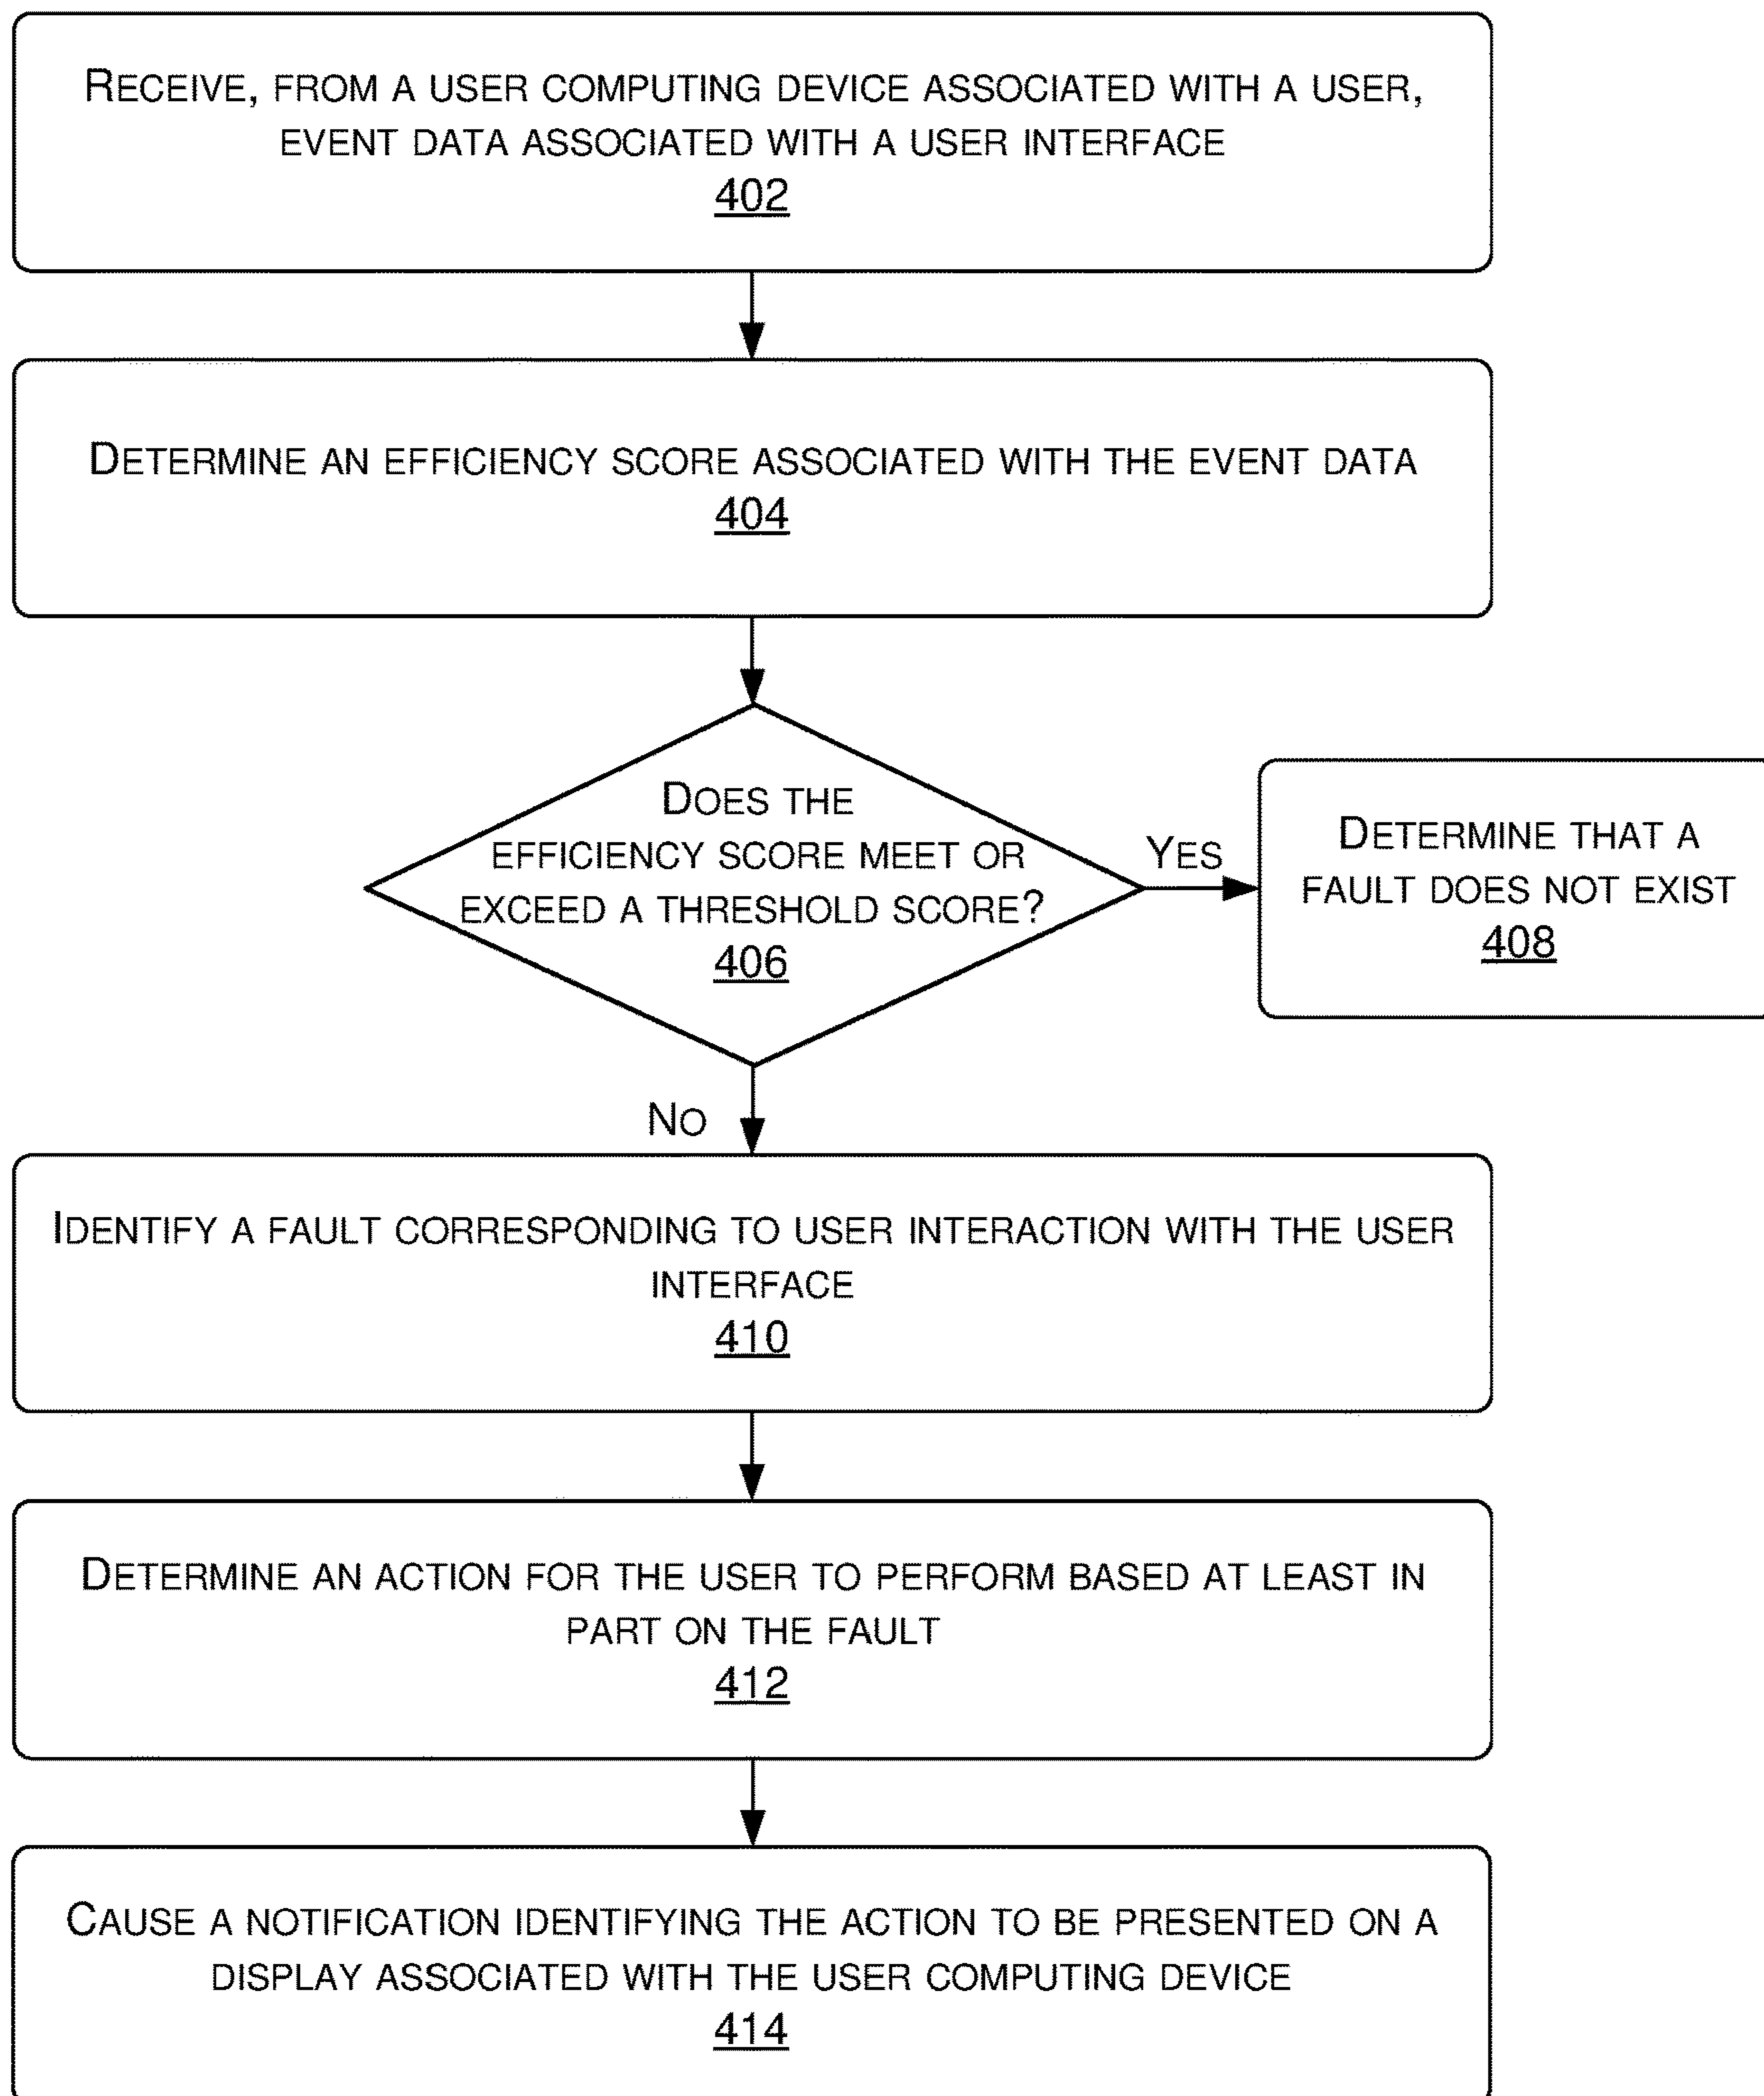 RECEIVE, FROM A USER COMPUTING DEVICE ASSOCIATED WITH A USER,
EVENT DATA ASSOCIATED WITH A USER INTERFACE
402
DETERMINE AN EFFICIENCY SCORE ASSOCIATED WITH THE EVENT DATA
404
DOES THE
EFFICIENCY SCORE MEET OR
EXCEED A THRESHOLD SCORE?
406
YES
DETERMINE THAT A
FAULT DOES NOT EXIST
408
NO
IDENTIFY A FAULT CORRESPONDING TO USER INTERACTION WITH THE USER
INTERFACE
410
DETERMINE AN ACTION FOR THE USER TO PERFORM BASED AT LEAST IN
PART ON THE FAULT
412
CAUSE A NOTIFICATION IDENTIFYING THE ACTION TO BE PRESENTED ON A
DISPLAY ASSOCIATED WITH THE USER COMPUTING DEVICE
414